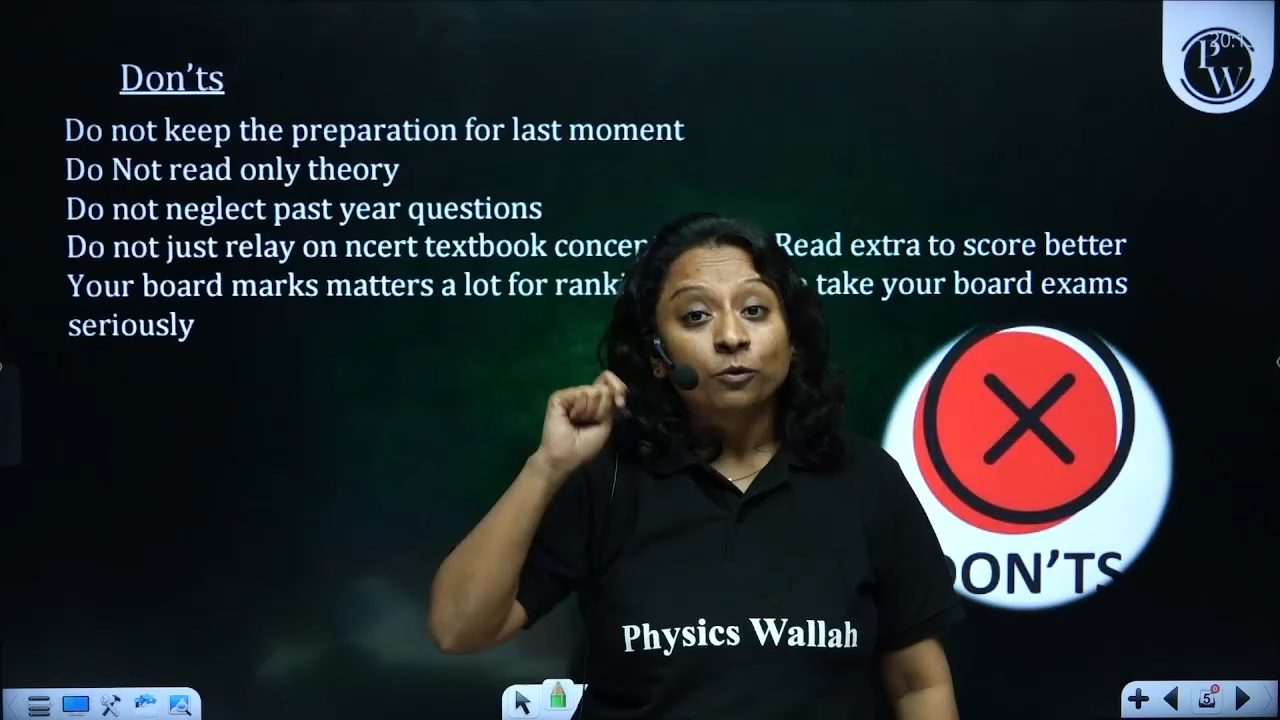 Don'ts
P
W
Do not keep the preparation for last moment
Do Not read only theory
Do not neglect past year questions
Do not just relay on ncert textbook Read extra to score better
Your board marks matters a lot for take your board exams
seriously
DON'TS
Physics Wallah
5